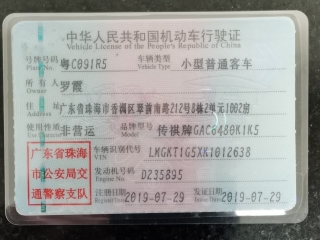 中华人民共和国机动车行驶证
Vehicle License of the People's Republic of China
号牌号码 粤C091R5 车辆类型 小型普通客车
Plate No. Vehicle Type
所有人 罗霞
Owner
广东省珠海市香洲区翠前南路212号8栋2单元1002房
使用性质 非营运 品牌型号 传祺牌GAC6480K1K5
车辆识别代号 LMGKT1G5XK1012638
VIN
发动机号码 D235895
Engine No.
注册日期 2019-07-29 发证日期 2019-07-29
Register Date Issue Date
广东省珠海
市公安局交
通警察支队